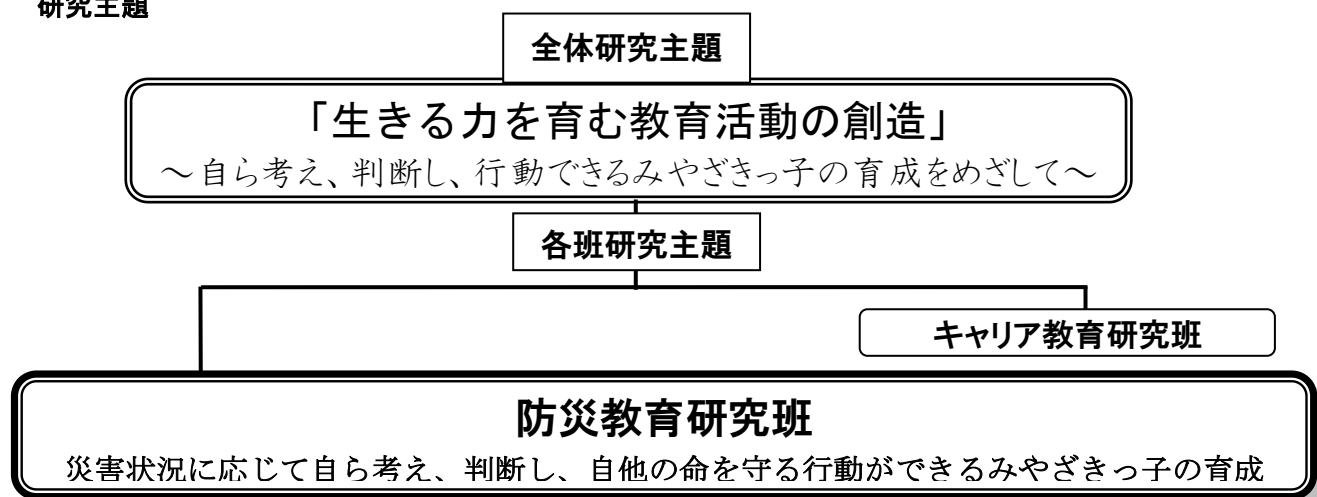 研究主題
全体研究主題
「生きる力を育む教育活動の創造」
～自ら考え、判断し、行動できるみやざきっ子の育成をめざして～
各班研究主題
キャリア教育研究班
防災教育研究班
災害状況に応じて自ら考え、判断し、自他の命を守る行動ができるみやざきっ子の育成